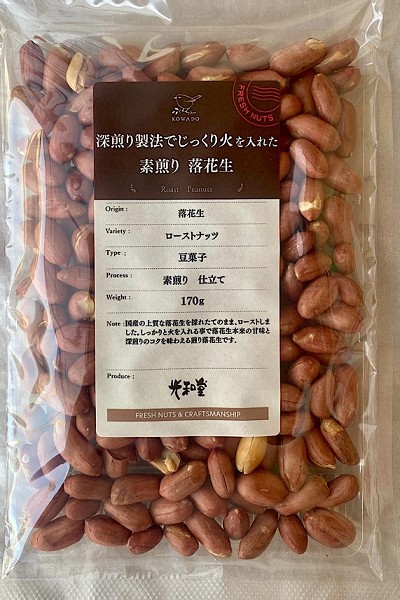 KOWADO
FRESH NUTS
深煎り製法でじっくり火を入れた
素煎り 落花生
Roast Peanuts
Origin : 落花生
Variety : ローストナッツ
Type : 豆菓子
Process : 素煎り 仕立て
Weight : 170g
Note : 国産の上質な落花生を採れたてのまま、ローストしま
した。しっかりと火を入れる事で落花生本来の甘味と
深煎りのコクを味わえる煎り落花生です。
Produce : 光和堂
FRESH NUTS & CRAFTSMANSHIP